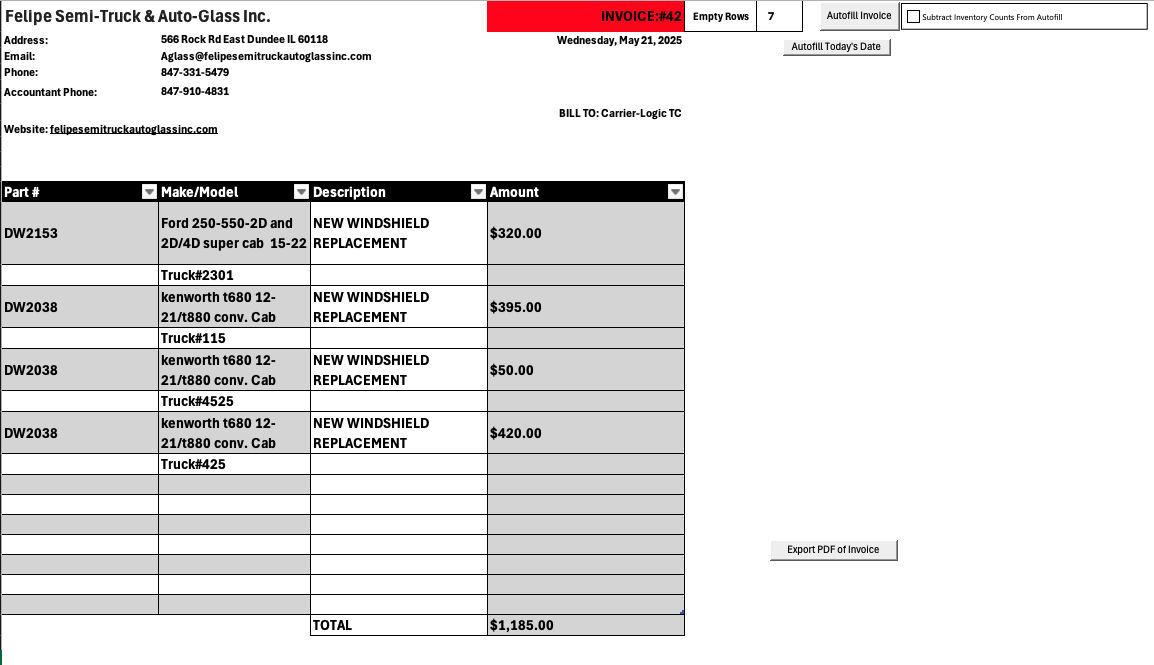 Felipe Semi-Truck & Auto-Glass Inc.
INVOICE:#42
Empty Rows 7
Autofill Invoice
Subtract Inventory Counts From Autofill
Address: 566 Rock Rd East Dundee IL 60118
Wednesday, May 21, 2025
Autofill Today's Date
Email: Aglass@felipesemitruckautoglassinc.com
Phone: 847-331-5479
Accountant Phone: 847-910-4831
BILL TO: Carrier-Logic TC
Website: felipesemitruckautoglassinc.com
Part # Make/Model Description Amount
DW2153 Ford 250-550-2D and 2D/4D super cab 15-22 NEW WINDSHIELD REPLACEMENT $320.00
Truck#2301
DW2038 kenworth t680 12-21/t880 conv. Cab NEW WINDSHIELD REPLACEMENT $395.00
Truck#115
DW2038 kenworth t680 12-21/t880 conv. Cab NEW WINDSHIELD REPLACEMENT $50.00
Truck#4525
DW2038 kenworth t680 12-21/t880 conv. Cab NEW WINDSHIELD REPLACEMENT $420.00
Truck#425
Export PDF of Invoice
TOTAL $1,185.00